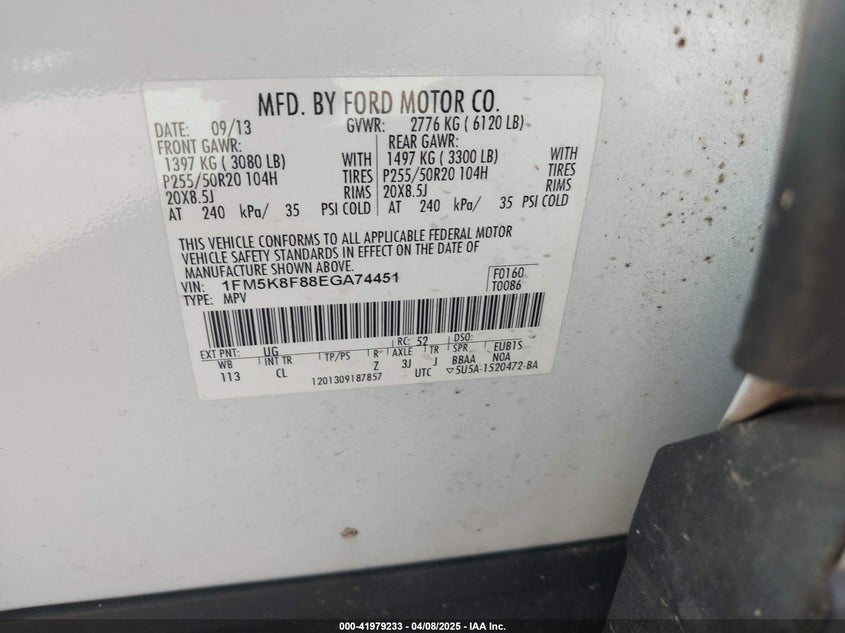 MFD. BY FORD MOTOR CO.
DATE: 09/13 GVWR: 2776 KG ( 6120 LB)
FRONT GAWR: REAR GAWR:
1397 KG ( 3080 LB) WITH 1497 KG ( 3300 LB) WITH
P255/50R20 104H TIRES P255/50R20 104H TIRES
20X8.5J RIMS 20X8.5J RIMS
AT 240 kPa/ 35 PSI COLD AT 240 kPa/ 35 PSI COLD
THIS VEHICLE CONFORMS TO ALL APPLICABLE FEDERAL MOTOR
VEHICLE SAFETY STANDARDS IN EFFECT ON THE DATE OF
MANUFACTURE SHOWN ABOVE.
VIN: 1FM5K8F88EGA74451 F0160
TYPE: MPV T0086
EXT PNT: UG RC: 52 DSO:
WB INT TR TP/PS R AXLE TR SPR EUB1S
113 CL Z 3J J BBAA N0A
1201309187857 UTC ▽5U5A-1520472-BA
000-41979233 - 04/08/2025 - IAA Inc.